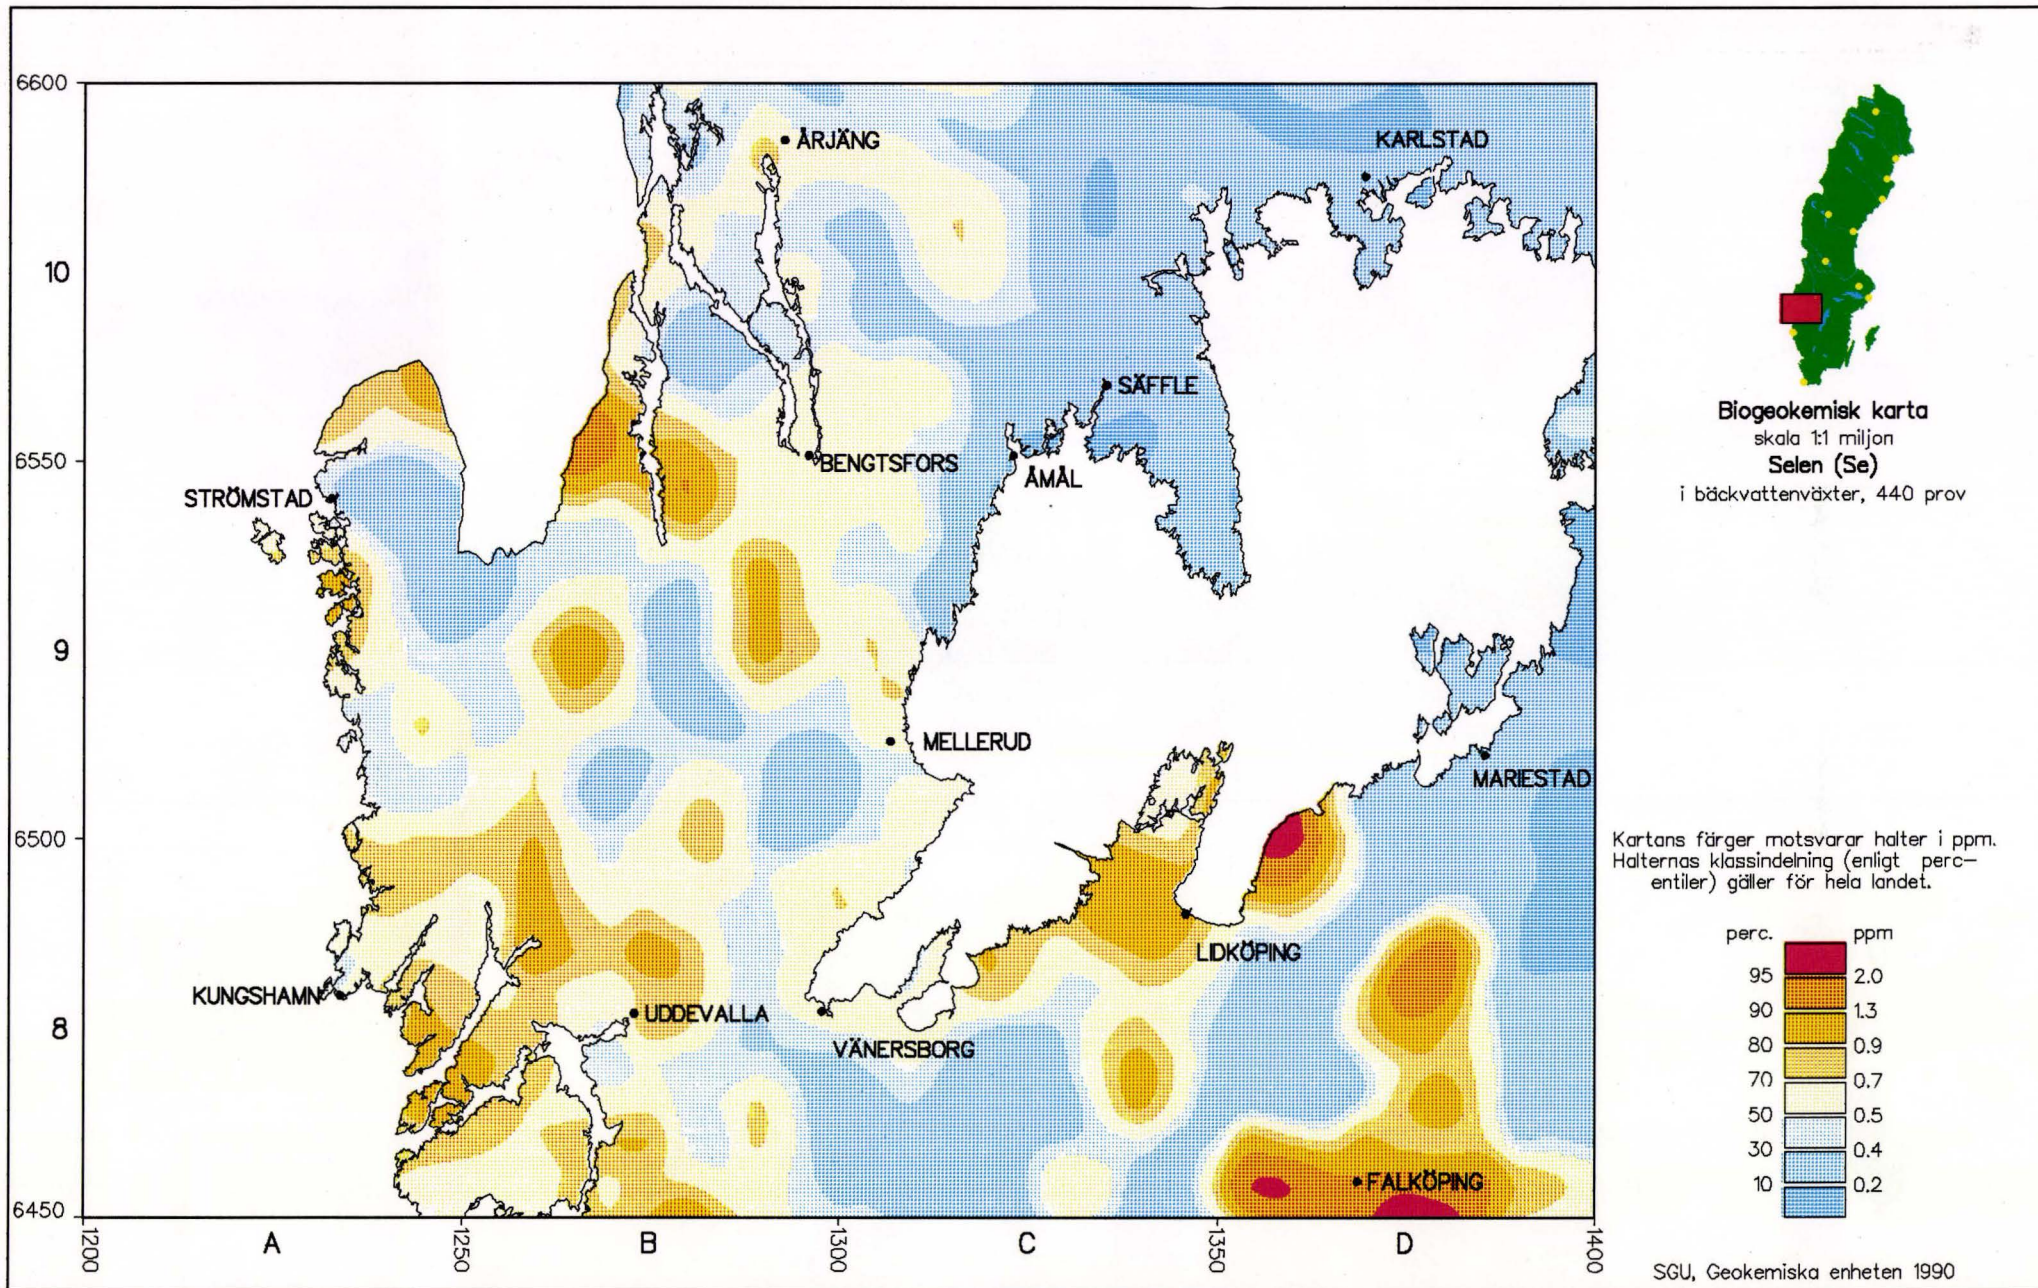 6600
ÅRJÄNG
KARLSTAD
10
SÄFFLE
Biogeokemisk karta
skala 1:1 miljon
Selen (Se)
i bäckvattenväxter, 440 prov
6550
BENGTSFORS
ÅMÅL
STRÖMSTAD
9
MELLERUD
MARIESTAD
6500
Kartans färger motsvarar halter i ppm.
Halternas klassindelning (enligt perc–
entiler) gäller för hela landet.
perc. ppm
95 2.0
90 1.3
80 0.9
70 0.7
50 0.5
30 0.4
10 0.2
LIDKÖPING
KUNGSHAMN
UDDEVALLA
8
VÄNERSBORG
FALKÖPING
6450
1200 A 1250 B 1300 C 1350 D 1400
SGU, Geokemiska enheten 1990